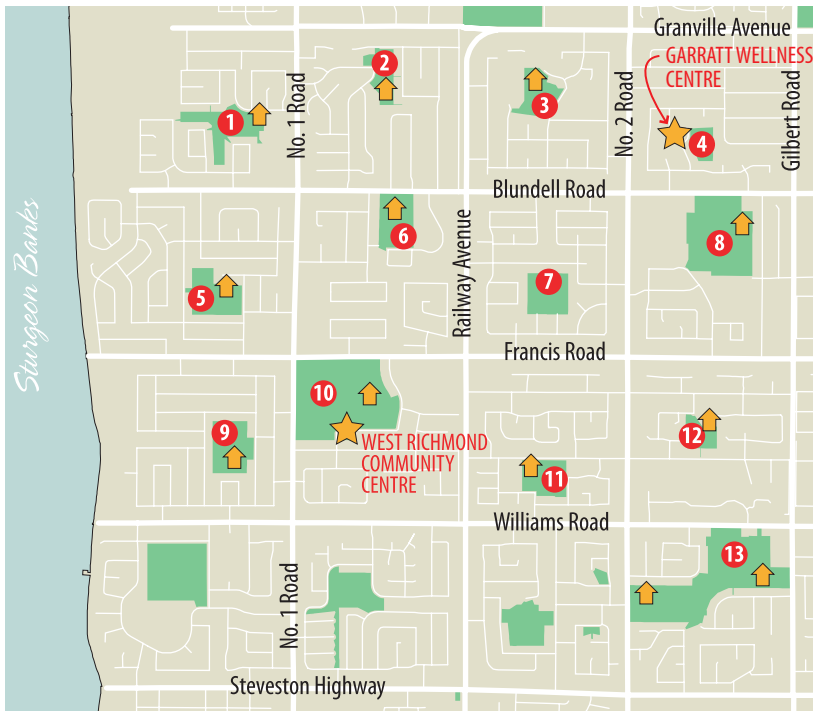 Granville Avenue
GARRATT WELLNESS
CENTRE
No. 1 Road
No. 2 Road
Gilbert Road
2
3
1
4
Blundell Road
Railway Avenue
6
8
Sturgeon Banks
7
5
Francis Road
10
9
12
WEST RICHMOND
COMMUNITY
CENTRE
11
Williams Road
13
No. 1 Road
Steveston Highway